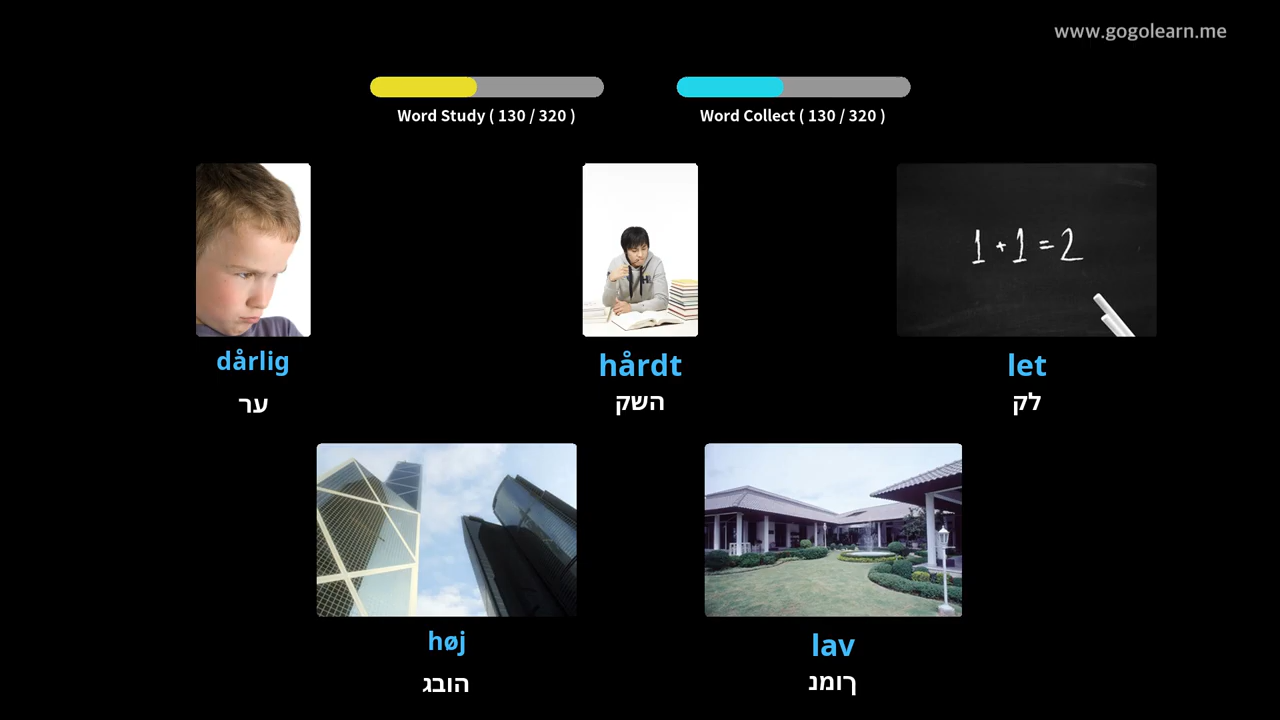 www.gogolearn.me
Word Study ( 130 / 320 )
Word Collect ( 130 / 320 )
1 + 1 = 2
dårlig
ער
hårdt
השק
let
לק
høj
הובג
lav
ךומנ